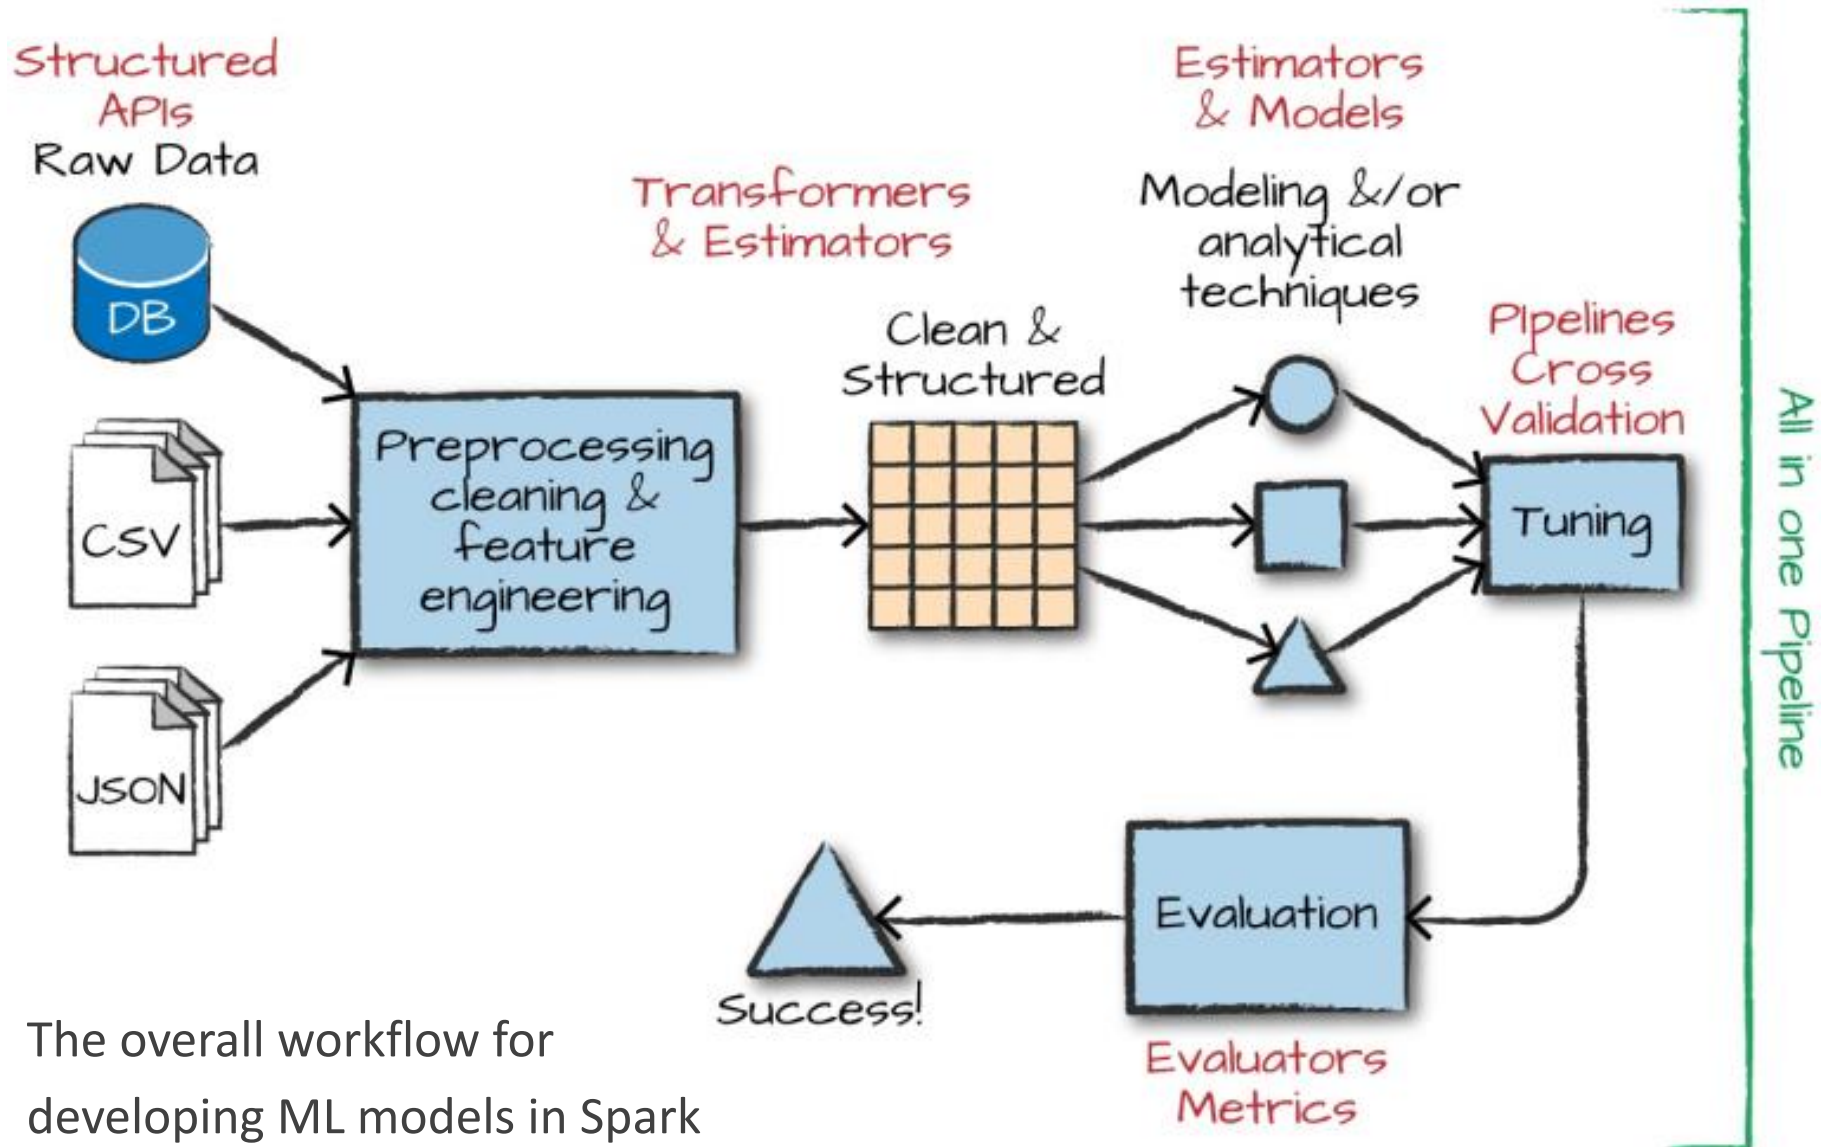 Structured
APIs
Raw Data
DB
CSV
JSON
Transformers
& Estimators
Preprocessing
cleaning &
feature
engineering
Clean &
Structured
Estimators
& Models
Modeling &/or
analytical
techniques
PIpelines
Cross
Validation
Tuning
Evaluation
Evaluators
Metrics
Success!
All in one Pipeline
The overall workflow for
developing ML models in Spark